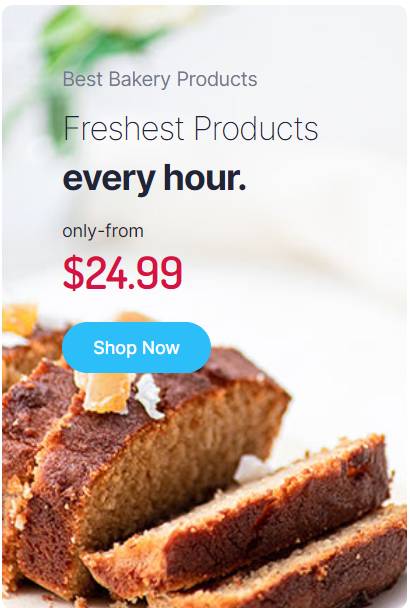 Best Bakery Products
Freshest Products
every hour.
only-from
$24.99
Shop Now